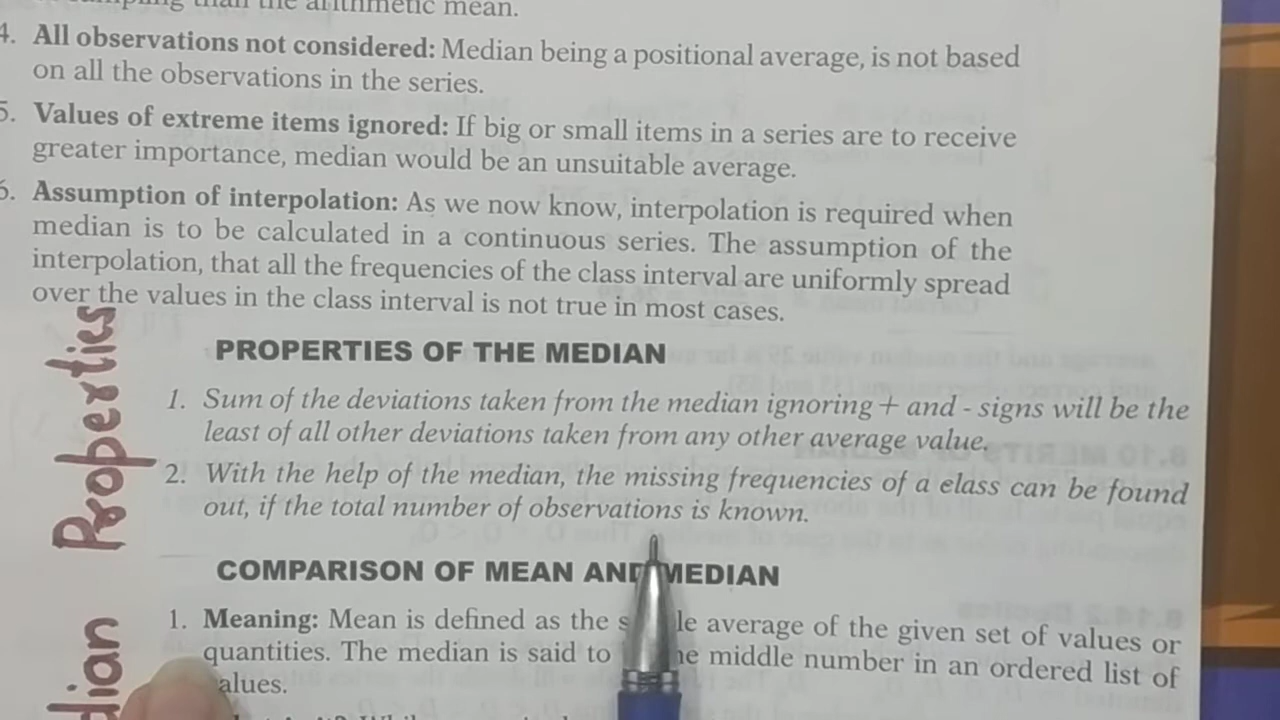 than the arithmetic mean.
4. All observations not considered: Median being a positional average, is not based
on all the observations in the series.
5. Values of extreme items ignored: If big or small items in a series are to receive
greater importance, median would be an unsuitable average.
6. Assumption of interpolation: As we now know, interpolation is required when
median is to be calculated in a continuous series. The assumption of the
interpolation, that all the frequencies of the class interval are uniformly spread
over the values in the class interval is not true in most cases.
PROPERTIES OF THE MEDIAN
1. Sum of the deviations taken from the median ignoring + and - signs will be the
least of all other deviations taken from any other average value.
2. With the help of the median, the missing frequencies of a class can be found
out, if the total number of observations is known.
COMPARISON OF MEAN AND MEDIAN
1. Meaning: Mean is defined as the average of the given set of values or
quantities. The median is said to middle number in an ordered list of
values.
Properties